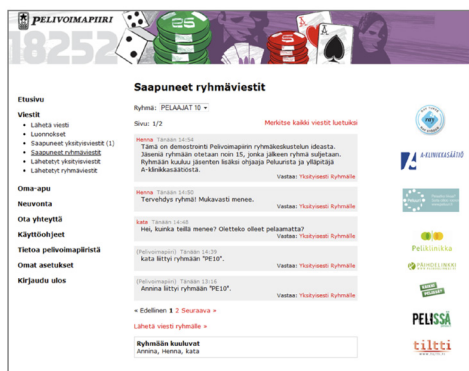 PELIVOIMAPIIRI
18252
Etusivu
Viestit
Lähetä viesti
Luonnokset
Saapuneet yksityisviestit (1)
Saapuneet ryhmäviestit
Lähetetyt yksityisviestit
Lähetetyt ryhmäviestit
Oma-apu
Neuvonta
Ota yhteyttä
Käyttöohjeet
Tietoa pelivoimapiiristä
Omat asetukset
Kirjaudu ulos
Saapuneet ryhmäviestit
Ryhmä: PELAAJAT 10
Sivu: 1/2
Merkitse kaikki viestit luetuiksi
Henna Tänään 14:54
Tämä on demostrointi Pelivoimapiirin ryhmäkeskustelun ideasta.
Jäseniä ryhmään otetaan noin 15, jonka jälkeen ryhmä suljetaan.
Ryhmään kuuluu jäsenten lisäksi ohjaaja Peluurista ja ylläpitäjä
A-klinikkasäätiöstä.
Vastaa: Yksityisesti Ryhmälle
Henna Tänään 14:50
Tervehdys ryhmä! Mukavasti menee.
Vastaa: Yksityisesti Ryhmälle
kata Tänään 14:48
Hei, kuinka teillä menee? Oletteko olleet pelaamatta?
Vastaa: Yksityisesti Ryhmälle
(Pelivoimapiiri) Tänään 14:39
kata liittyi ryhmään "PE10".
Vastaa: Yksityisesti Ryhmälle
(Pelivoimapiiri) Tänään 13:16
Annina liittyi ryhmään "PE10".
Vastaa: Yksityisesti Ryhmälle
« Edellinen 1 2 Seuraava »
Lähetä viesti ryhmälle »
Ryhmään kuuluvat
Annina, Henna, kata
A-KLINIKKASÄÄTIÖ
Peliklinikka
PELISSÄ
tiltti